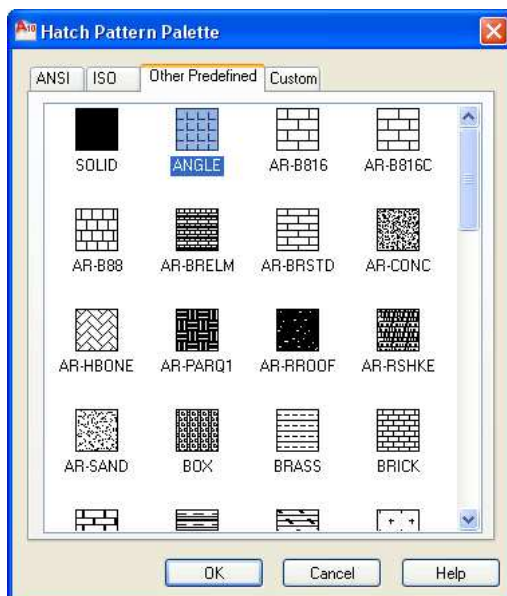 Hatch Pattern Palette
ANSI ISO Other Predefined Custom
SOLID ANGLE AR-B816 AR-B816C
AR-B88 AR-BRELM AR-BRSTD AR-CONC
AR-HBONE AR-PARQ1 AR-RROOF AR-RSHKE
AR-SAND BOX BRASS BRICK
OK Cancel Help